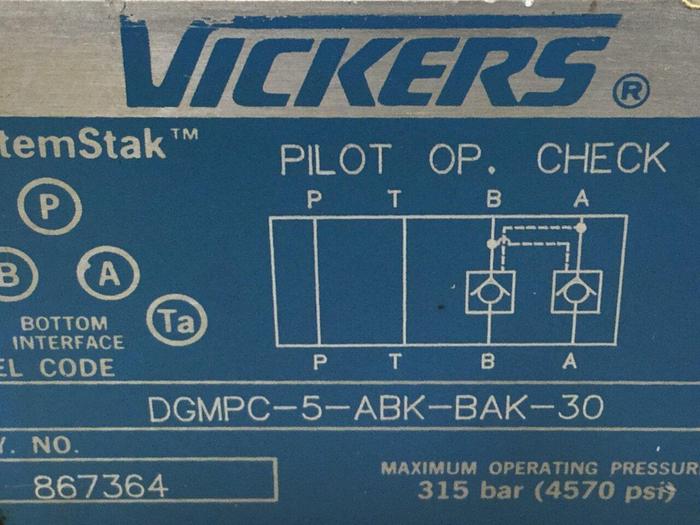 VICKERS®
temStak™
PILOT OP. CHECK
P T B A
P
B A
Ta
BOTTOM
INTERFACE
P T B A
EL CODE
DGMPC-5-ABK-BAK-30
Y. NO.
867364
MAXIMUM OPERATING PRESSUR
315 bar (4570 psi)